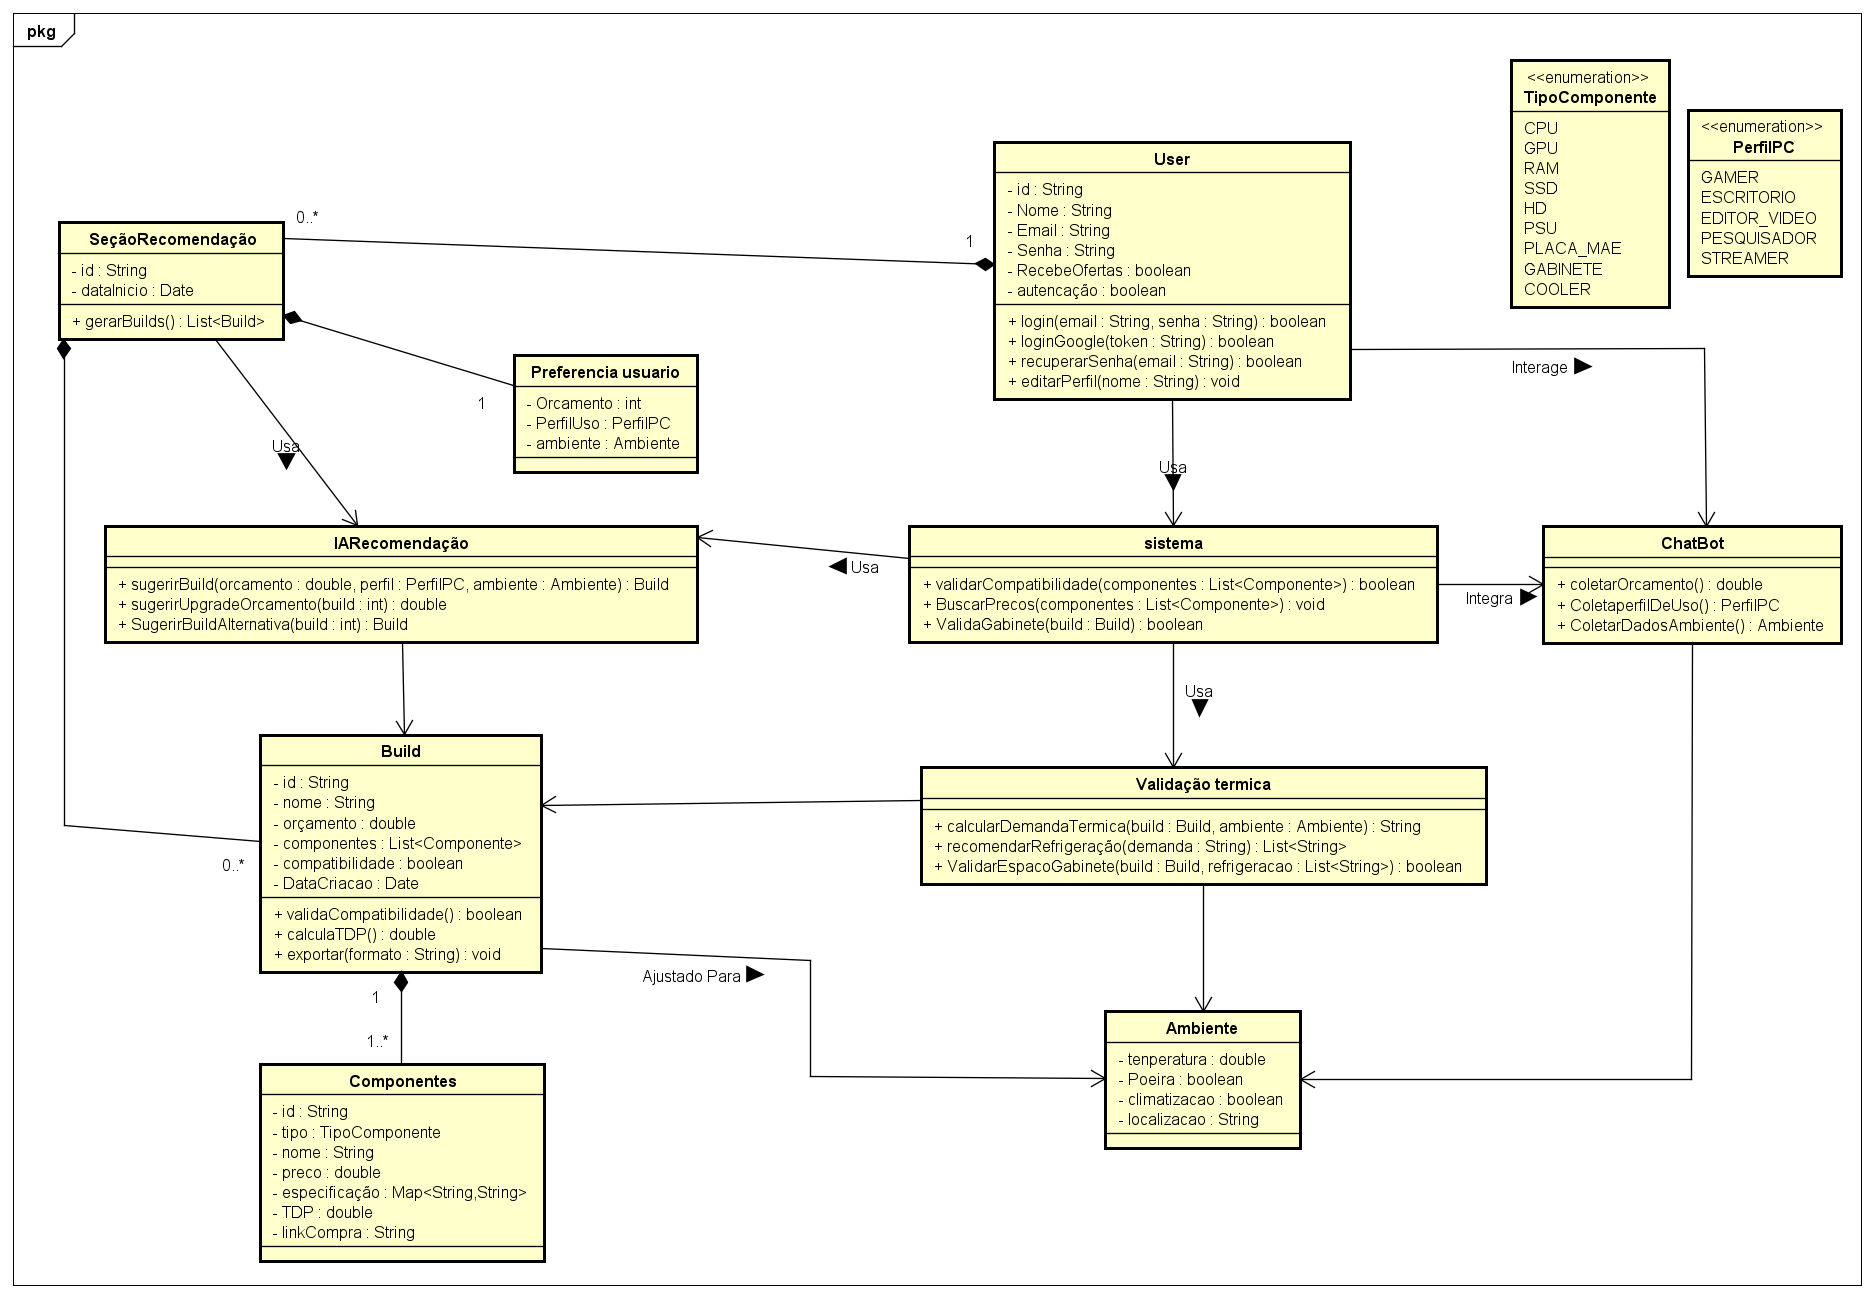 pkg
<<enumeration>>
TipoComponente
CPU
GPU
RAM
SSD
HD
PSU
PLACA_MAE
GABINETE
COOLER
<<enumeration>>
PerfilPC
GAMER
ESCRITORIO
EDITOR_VIDEO
PESQUISADOR
STREAMER
User
- id : String
- Nome : String
- Email : String
- Senha : String
- RecebeOfertas : boolean
- autencação : boolean
+ login(email : String, senha : String) : boolean
+ loginGoogle(token : String) : boolean
+ recuperarSenha(email : String) : boolean
+ editarPerfil(nome : String) : void
0..*
1
SeçãoRecomendação
- id : String
- dataInicio : Date
+ gerarBuilds() : List<Build>
Preferencia usuario
- Orcamento : int
- PerfilUso : PerfilPC
- ambiente : Ambiente
1
Interage
Usa
Usa
IARecomendação
+ sugerirBuild(orcamento : double, perfil : PerfilPC, ambiente : Ambiente) : Build
+ sugerirUpgradeOrcamento(build : int) : double
+ SugerirBuildAlternativa(build : int) : Build
Usa
sistema
+ validarCompatibilidade(componentes : List<Componente>) : boolean
+ BuscarPrecos(componentes : List<Componente>) : void
+ ValidaGabinete(build : Build) : boolean
Integra
ChatBot
+ coletarOrcamento() : double
+ ColetaperfilDeUso() : PerfilPC
+ ColetarDadosAmbiente() : Ambiente
Usa
Build
- id : String
- nome : String
- orçamento : double
- componentes : List<Componente>
- compatibilidade : boolean
- DataCriacao : Date
+ validaCompatibilidade() : boolean
+ calculaTDP() : double
+ exportar(formato : String) : void
0..*
Validação termica
+ calcularDemandaTermica(build : Build, ambiente : Ambiente) : String
+ recomendarRefrigeração(demanda : String) : List<String>
+ ValidarEspacoGabinete(build : Build, refrigeracao : List<String>) : boolean
Ajustado Para
1
1..*
Ambiente
- tenperatura : double
- Poeira : boolean
- climatizacao : boolean
- localizacao : String
Componentes
- id : String
- tipo : TipoComponente
- nome : String
- preco : double
- especificação : Map<String,String>
- TDP : double
- linkCompra : String